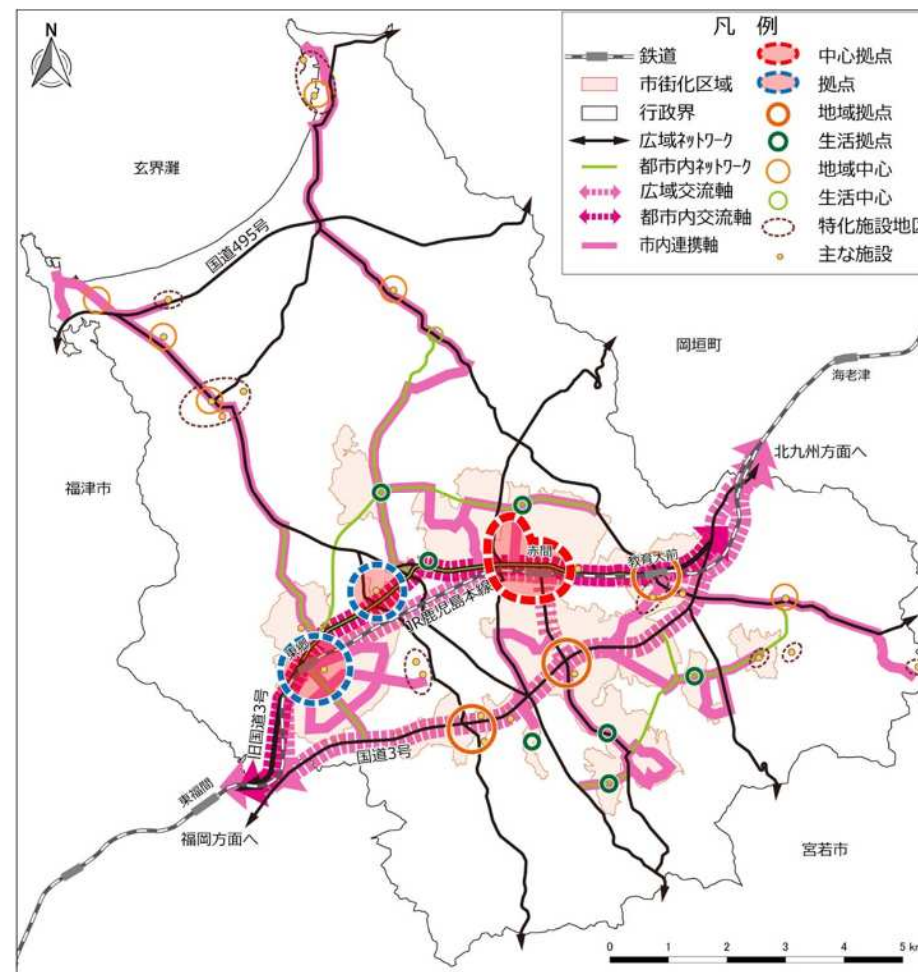 N
凡 例
鉄道
市街化区域
行政界
広域ネットワーク
都市内ネットワーク
広域交流軸
都市内交流軸
市内連携軸
中心拠点
拠点
地域拠点
生活拠点
地域中心
生活中心
特化施設地区
主な施設
玄界灘
国道495号
岡垣町
海老津
北九州方面へ
福津市
赤間
教育大前
JR鹿児島本線
東郷
旧国道3号
国道3号
東福間
福岡方面へ
宮若市
0 1 2 3 4 5 km